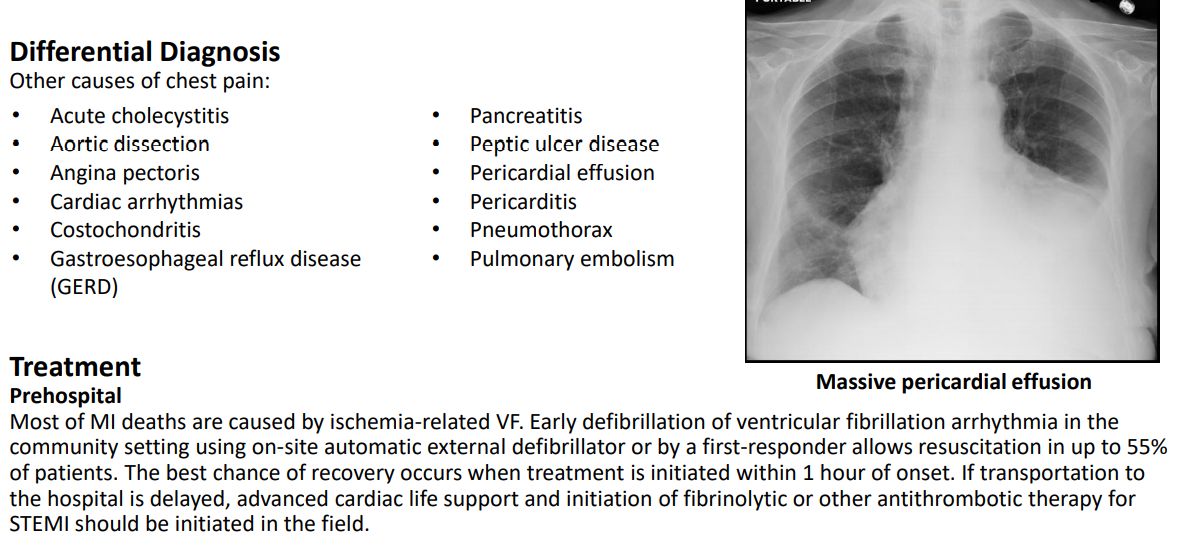 PORTABLE
Differential Diagnosis
Other causes of chest pain:
• Acute cholecystitis
• Aortic dissection
• Angina pectoris
• Cardiac arrhythmias
• Costochondritis
• Gastroesophageal reflux disease
(GERD)
• Pancreatitis
• Peptic ulcer disease
• Pericardial effusion
• Pericarditis
• Pneumothorax
• Pulmonary embolism
Massive pericardial effusion
Treatment
Prehospital
Most of MI deaths are caused by ischemia-related VF. Early defibrillation of ventricular fibrillation arrhythmia in the
community setting using on-site automatic external defibrillator or by a first-responder allows resuscitation in up to 55%
of patients. The best chance of recovery occurs when treatment is initiated within 1 hour of onset. If transportation to
the hospital is delayed, advanced cardiac life support and initiation of fibrinolytic or other antithrombotic therapy for
STEMI should be initiated in the field.